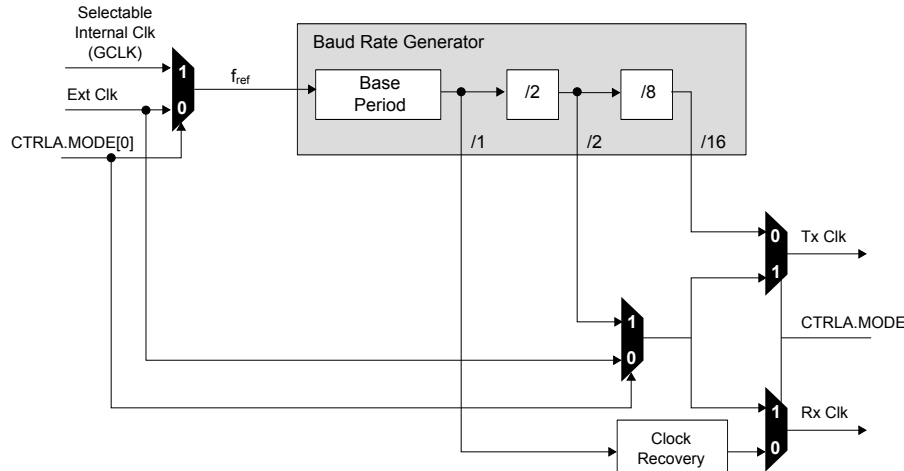 Selectable
Internal Clk
(GCLK)
Baud Rate Generator
1
f_ref
Base
Period
/2
/8
Ext Clk
0
CTRLA.MODE[0]
/1
/2
/16
0
Tx Clk
1
1
CTRLA.MODE
0
1
Rx Clk
Clock
Recovery
0